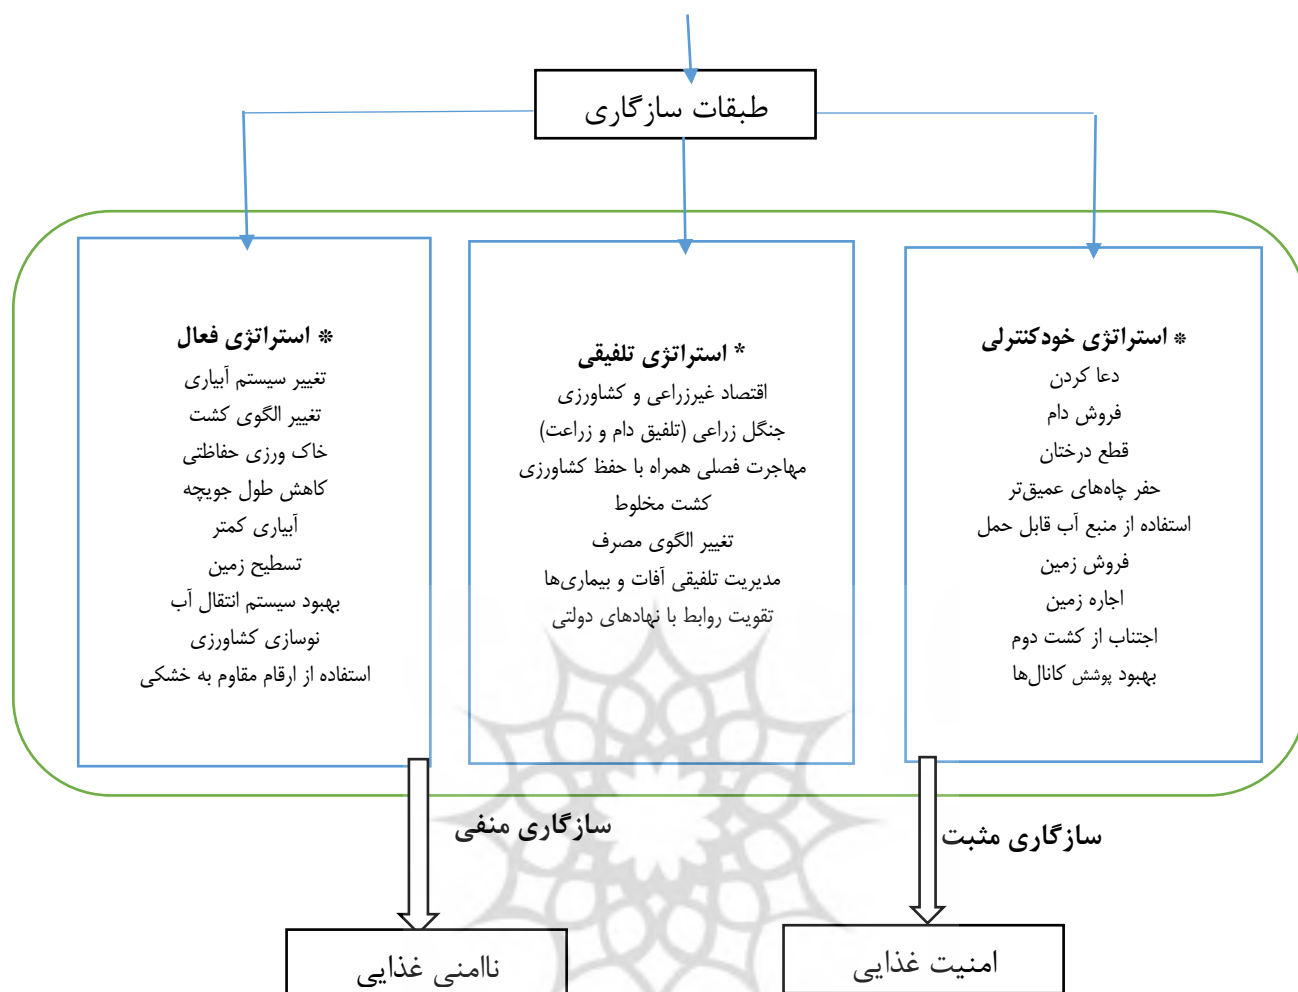 طبقات سازگاری
* استراتژی خودکنترلی
دعا کردن
فروش دام
قطع درختان
حفر چاه‌های عمیق‌تر
استفاده از منبع آب قابل حمل
فروش زمین
اجاره زمین
اجتناب از کشت دوم
بهبود پوشش کانال‌ها
* استراتژی تلفیقی
اقتصاد غیرزراعی و کشاورزی
جنگل زراعی (تلفیق دام و زراعت)
مهاجرت فصلی همراه با حفظ کشاورزی
کشت مخلوط
تغییر الگوی مصرف
مدیریت تلفیقی آفات و بیماری‌ها
تقویت روابط با نهادهای دولتی
* استراتژی فعال
تغییر سیستم آبیاری
تغییر الگوی کشت
خاک ورزی حفاظتی
کاهش طول جویچه
آبیاری کمتر
تسطیح زمین
بهبود سیستم انتقال آب
نوسازی کشاورزی
استفاده از ارقام مقاوم به خشکی
سازگاری مثبت
سازگاری منفی
امنیت غذایی
ناامنی غذایی